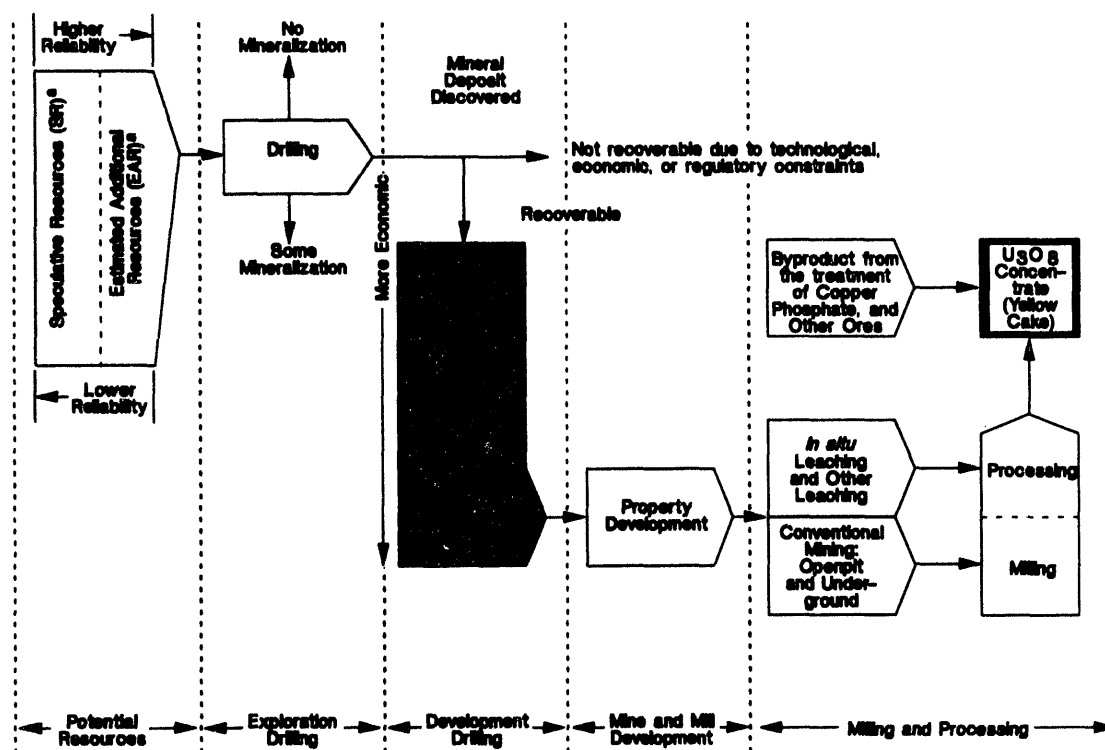 Higher
Reliability
Speculative Resources (SR)a
Estimated Additional
Resources (EAR)a
Lower
Reliability
No
Mineralization
Drilling
Some
Mineralization
More Economic
Mineral
Deposit
Discovered
Not recoverable due to technological,
economic, or regulatory constraints
Recoverable
Property
Development
Byproduct from
the treatment
of Copper
Phosphate, and
Other Ores
U3O8
Concen-
trate
(Yellow
Cake)
In situ
Leaching
and Other
Leaching
Conventional
Mining:
Openpit
and Under-
ground
Processing
Milling
Potential
Resources
Exploration
Drilling
Development
Drilling
Mine and Mill
Development
Milling and Processing